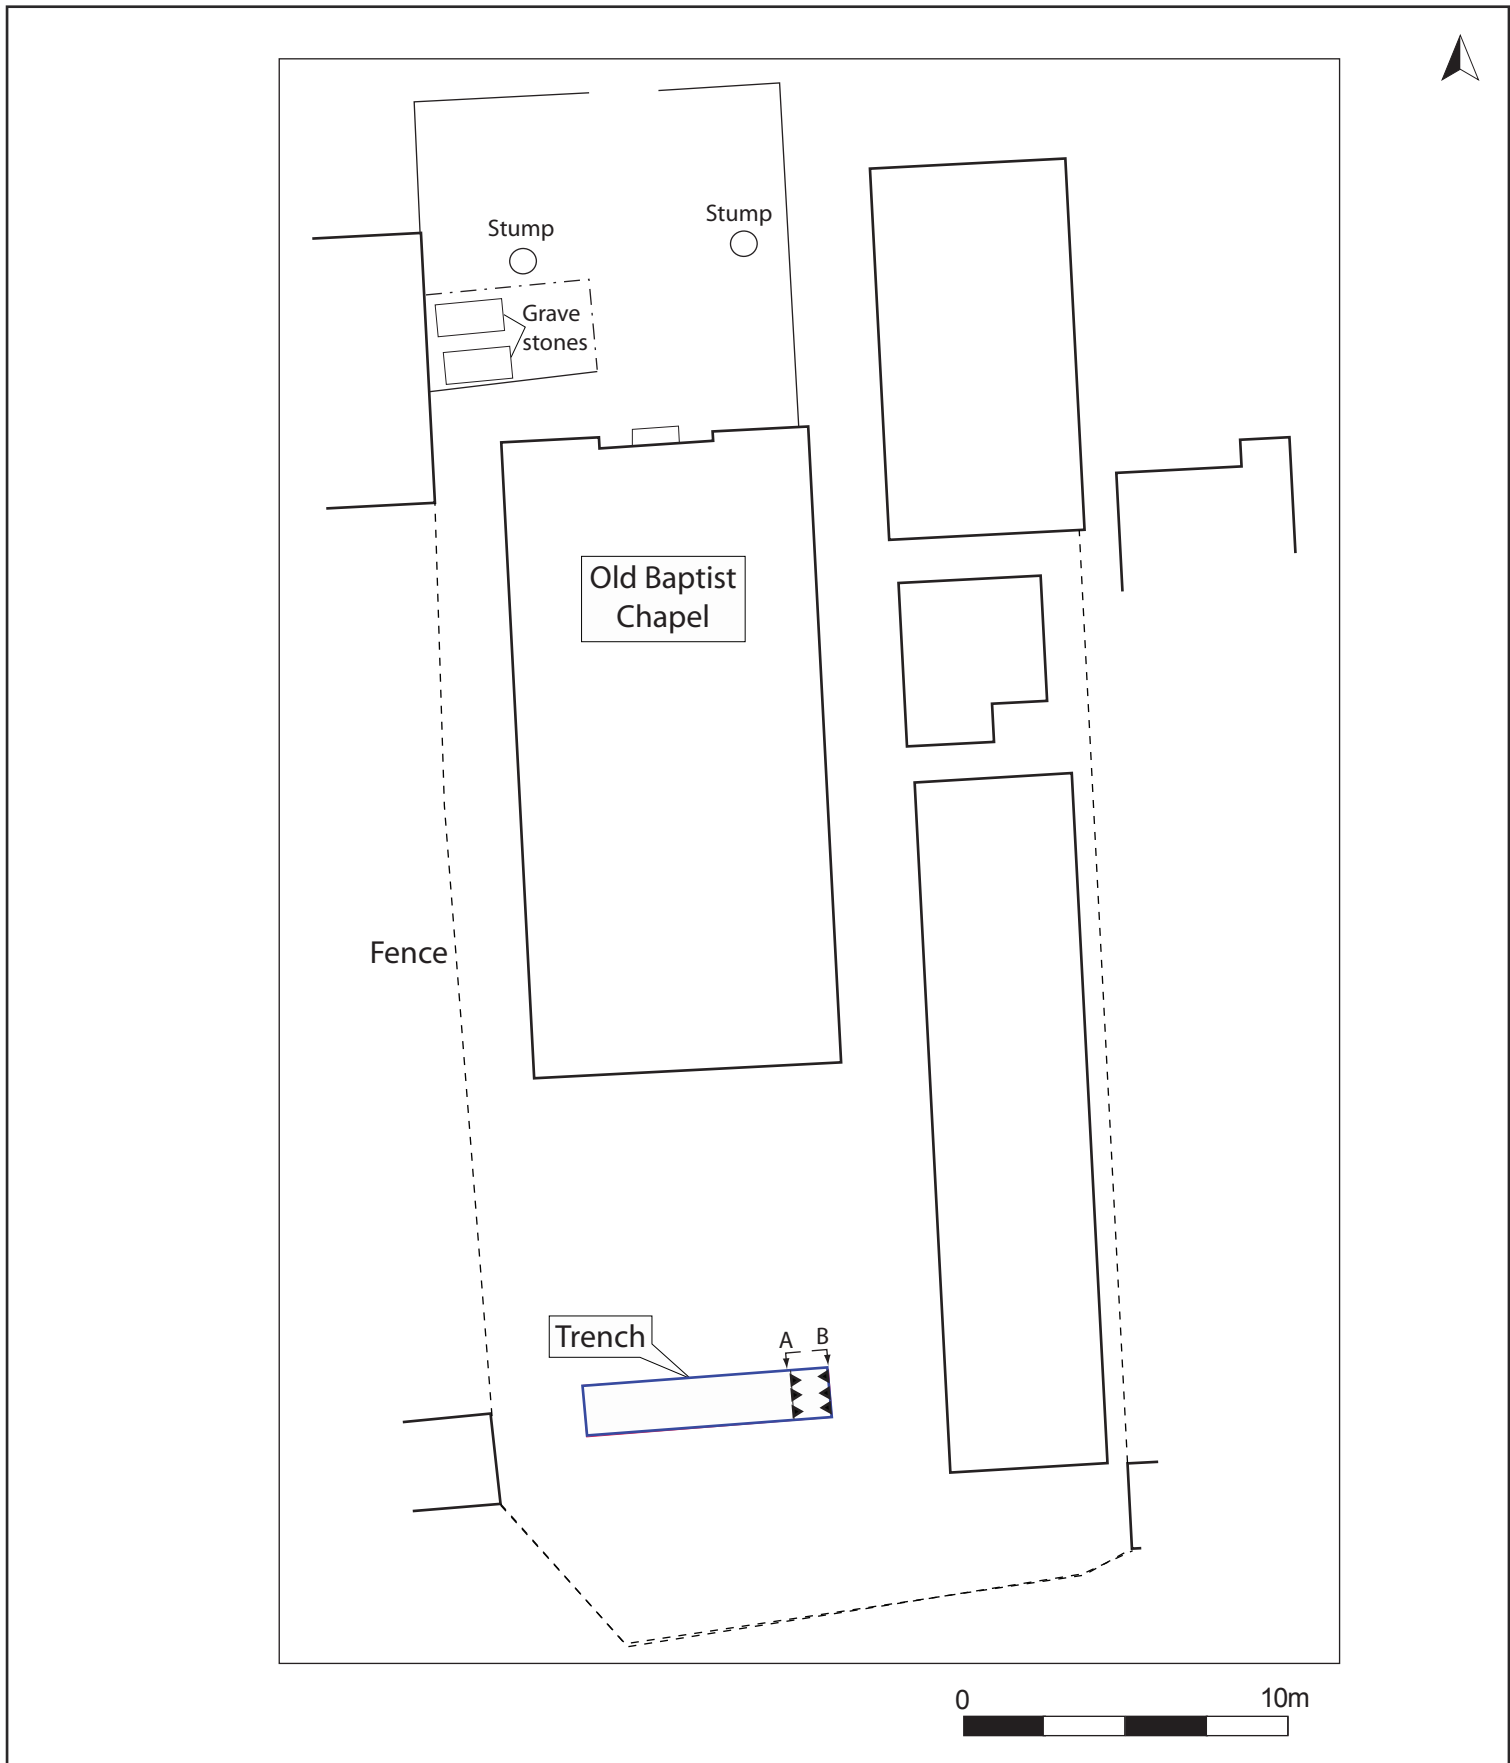 Stump
Stump
Grave
stones
Old Baptist
Chapel
Fence
Trench
A
B
0
10m